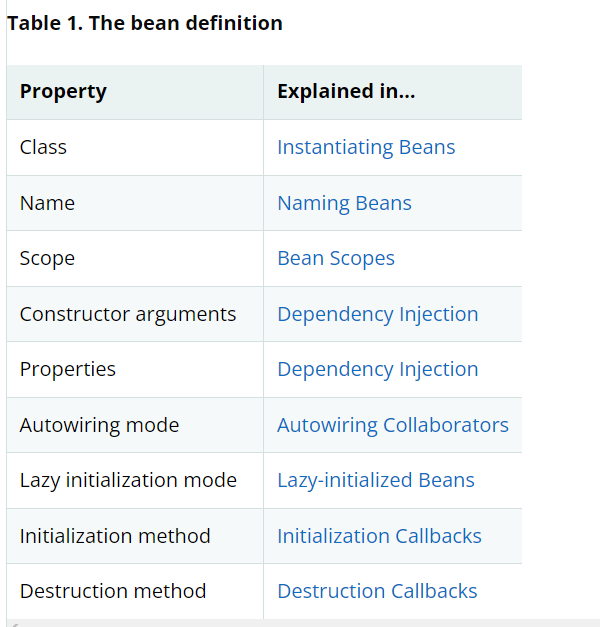 Table 1. The bean definition
Property Explained in...
Class Instantiating Beans
Name Naming Beans
Scope Bean Scopes
Constructor arguments Dependency Injection
Properties Dependency Injection
Autowiring mode Autowiring Collaborators
Lazy initialization mode Lazy-initialized Beans
Initialization method Initialization Callbacks
Destruction method Destruction Callbacks